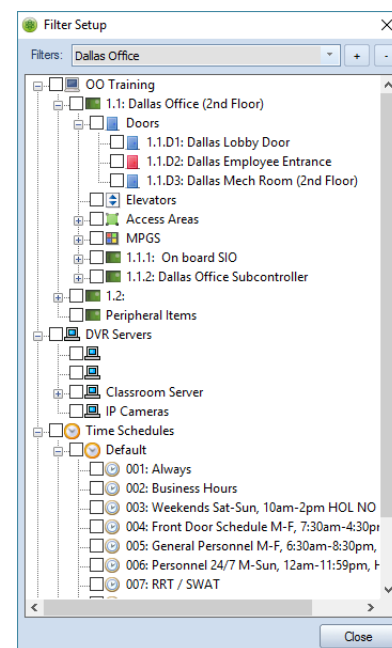 Filter Setup
Filters: Dallas Office
+ -
OO Training
1.1: Dallas Office (2nd Floor)
Doors
1.1.D1: Dallas Lobby Door
1.1.D2: Dallas Employee Entrance
1.1.D3: Dallas Mech Room (2nd Floor)
Elevators
Access Areas
MPGS
1.1.1: On board SIO
1.1.2: Dallas Office Subcontroller
1.2:
Peripheral Items
DVR Servers
Classroom Server
IP Cameras
Time Schedules
Default
001: Always
002: Business Hours
003: Weekends Sat-Sun, 10am-2pm HOL NO
004: Front Door Schedule M-F, 7:30am-4:30p
005: General Personnel M-F, 6:30am-8:30pm,
006: Personnel 24/7 M-Sun, 12am-11:59pm, H
007: RRT / SWAT
Close